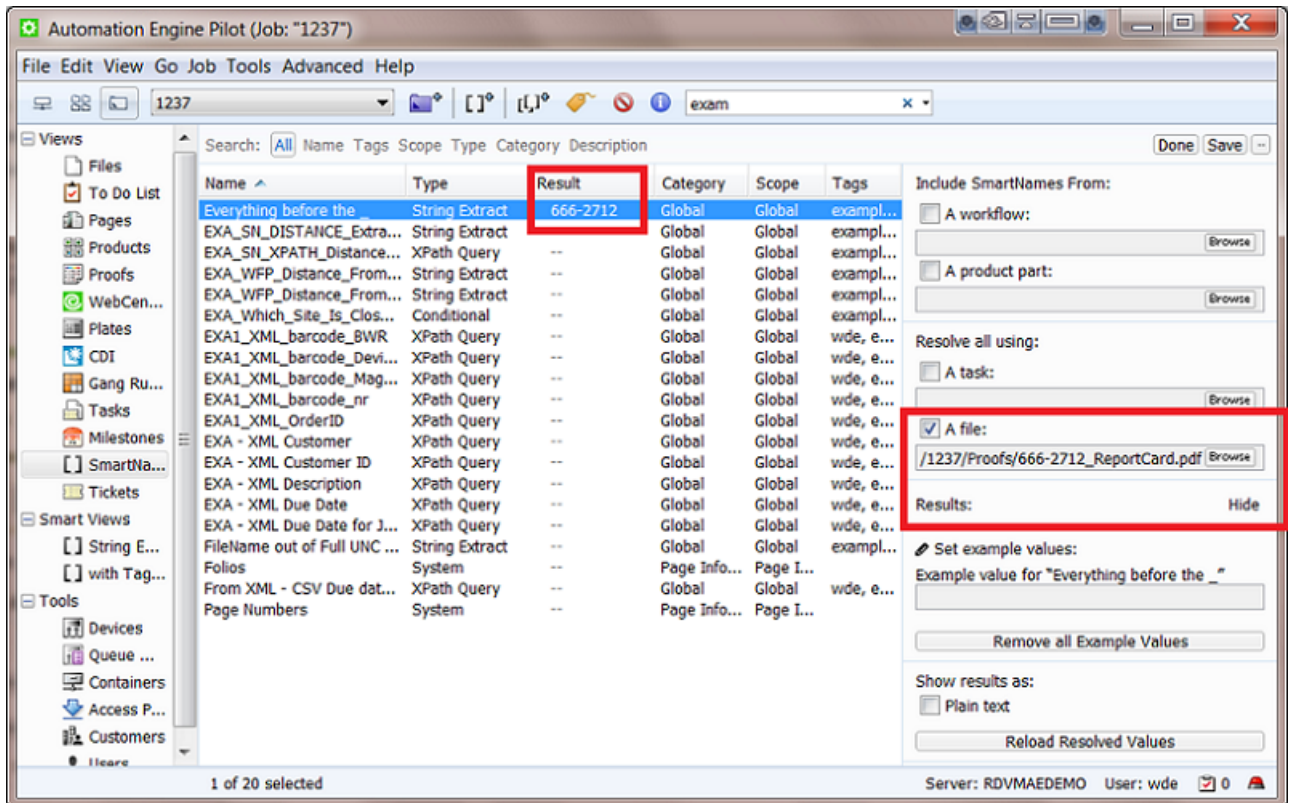 Automation Engine Pilot (Job: "1237")
File Edit View Go Job Tools Advanced Help
1237
exam
Views
Files
To Do List
Pages
Products
Proofs
WebCen...
Plates
CDI
Gang Ru...
Tasks
Milestones
SmartNa...
Tickets
Smart Views
String E...
with Tag...
Tools
Devices
Queue ...
Containers
Access P...
Customers
Users
Search: All Name Tags Scope Type Category Description
Done Save
Name Type Result Category Scope Tags
Everything before the _ String Extract 666-2712 Global Global exampl...
EXA_SN_DISTANCE_Extra... String Extract Global Global exampl...
EXA_SN_XPATH_Distance... XPath Query -- Global Global exampl...
EXA_WFP_Distance_From... String Extract -- Global Global exampl...
EXA_WFP_Distance_From... String Extract -- Global Global exampl...
EXA_Which_Site_Is_Clos... Conditional -- Global Global exampl...
EXA1_XML_barcode_BWR XPath Query -- Global Global wde, e...
EXA1_XML_barcode_Devi... XPath Query -- Global Global wde, e...
EXA1_XML_barcode_Mag... XPath Query -- Global Global wde, e...
EXA1_XML_barcode_nr XPath Query -- Global Global wde, e...
EXA1_XML_OrderID XPath Query -- Global Global wde, e...
EXA - XML Customer XPath Query -- Global Global wde, e...
EXA - XML Customer ID XPath Query -- Global Global wde, e...
EXA - XML Description XPath Query -- Global Global wde, e...
EXA - XML Due Date XPath Query -- Global Global wde, e...
EXA - XML Due Date for J... XPath Query -- Global Global wde, e...
FileName out of Full UNC ... String Extract -- Global Global exampl...
Folios System -- Page Info... Page I...
From XML - CSV Due dat... XPath Query -- Global Global wde, e...
Page Numbers System -- Page Info... Page I...
Include SmartNames From:
A workflow:
Browse
A product part:
Browse
Resolve all using:
A task:
Browse
A file:
/1237/Proofs/666-2712_ReportCard.pdf Browse
Results: Hide
Set example values:
Example value for "Everything before the _"
Remove all Example Values
Show results as:
Plain text
Reload Resolved Values
1 of 20 selected
Server: RDVMAEDEMO User: wde 0